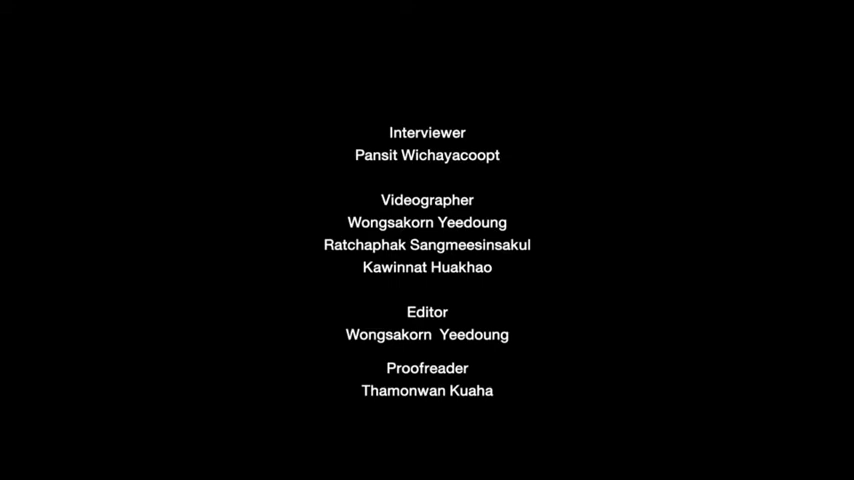 Interviewer
Pansit Wichayacoopt
Videographer
Wongsakorn Yeedoung
Ratchaphak Sangmeesinsakul
Kawinnat Huakhao
Editor
Wongsakorn  Yeedoung
Proofreader
Thamonwan Kuaha